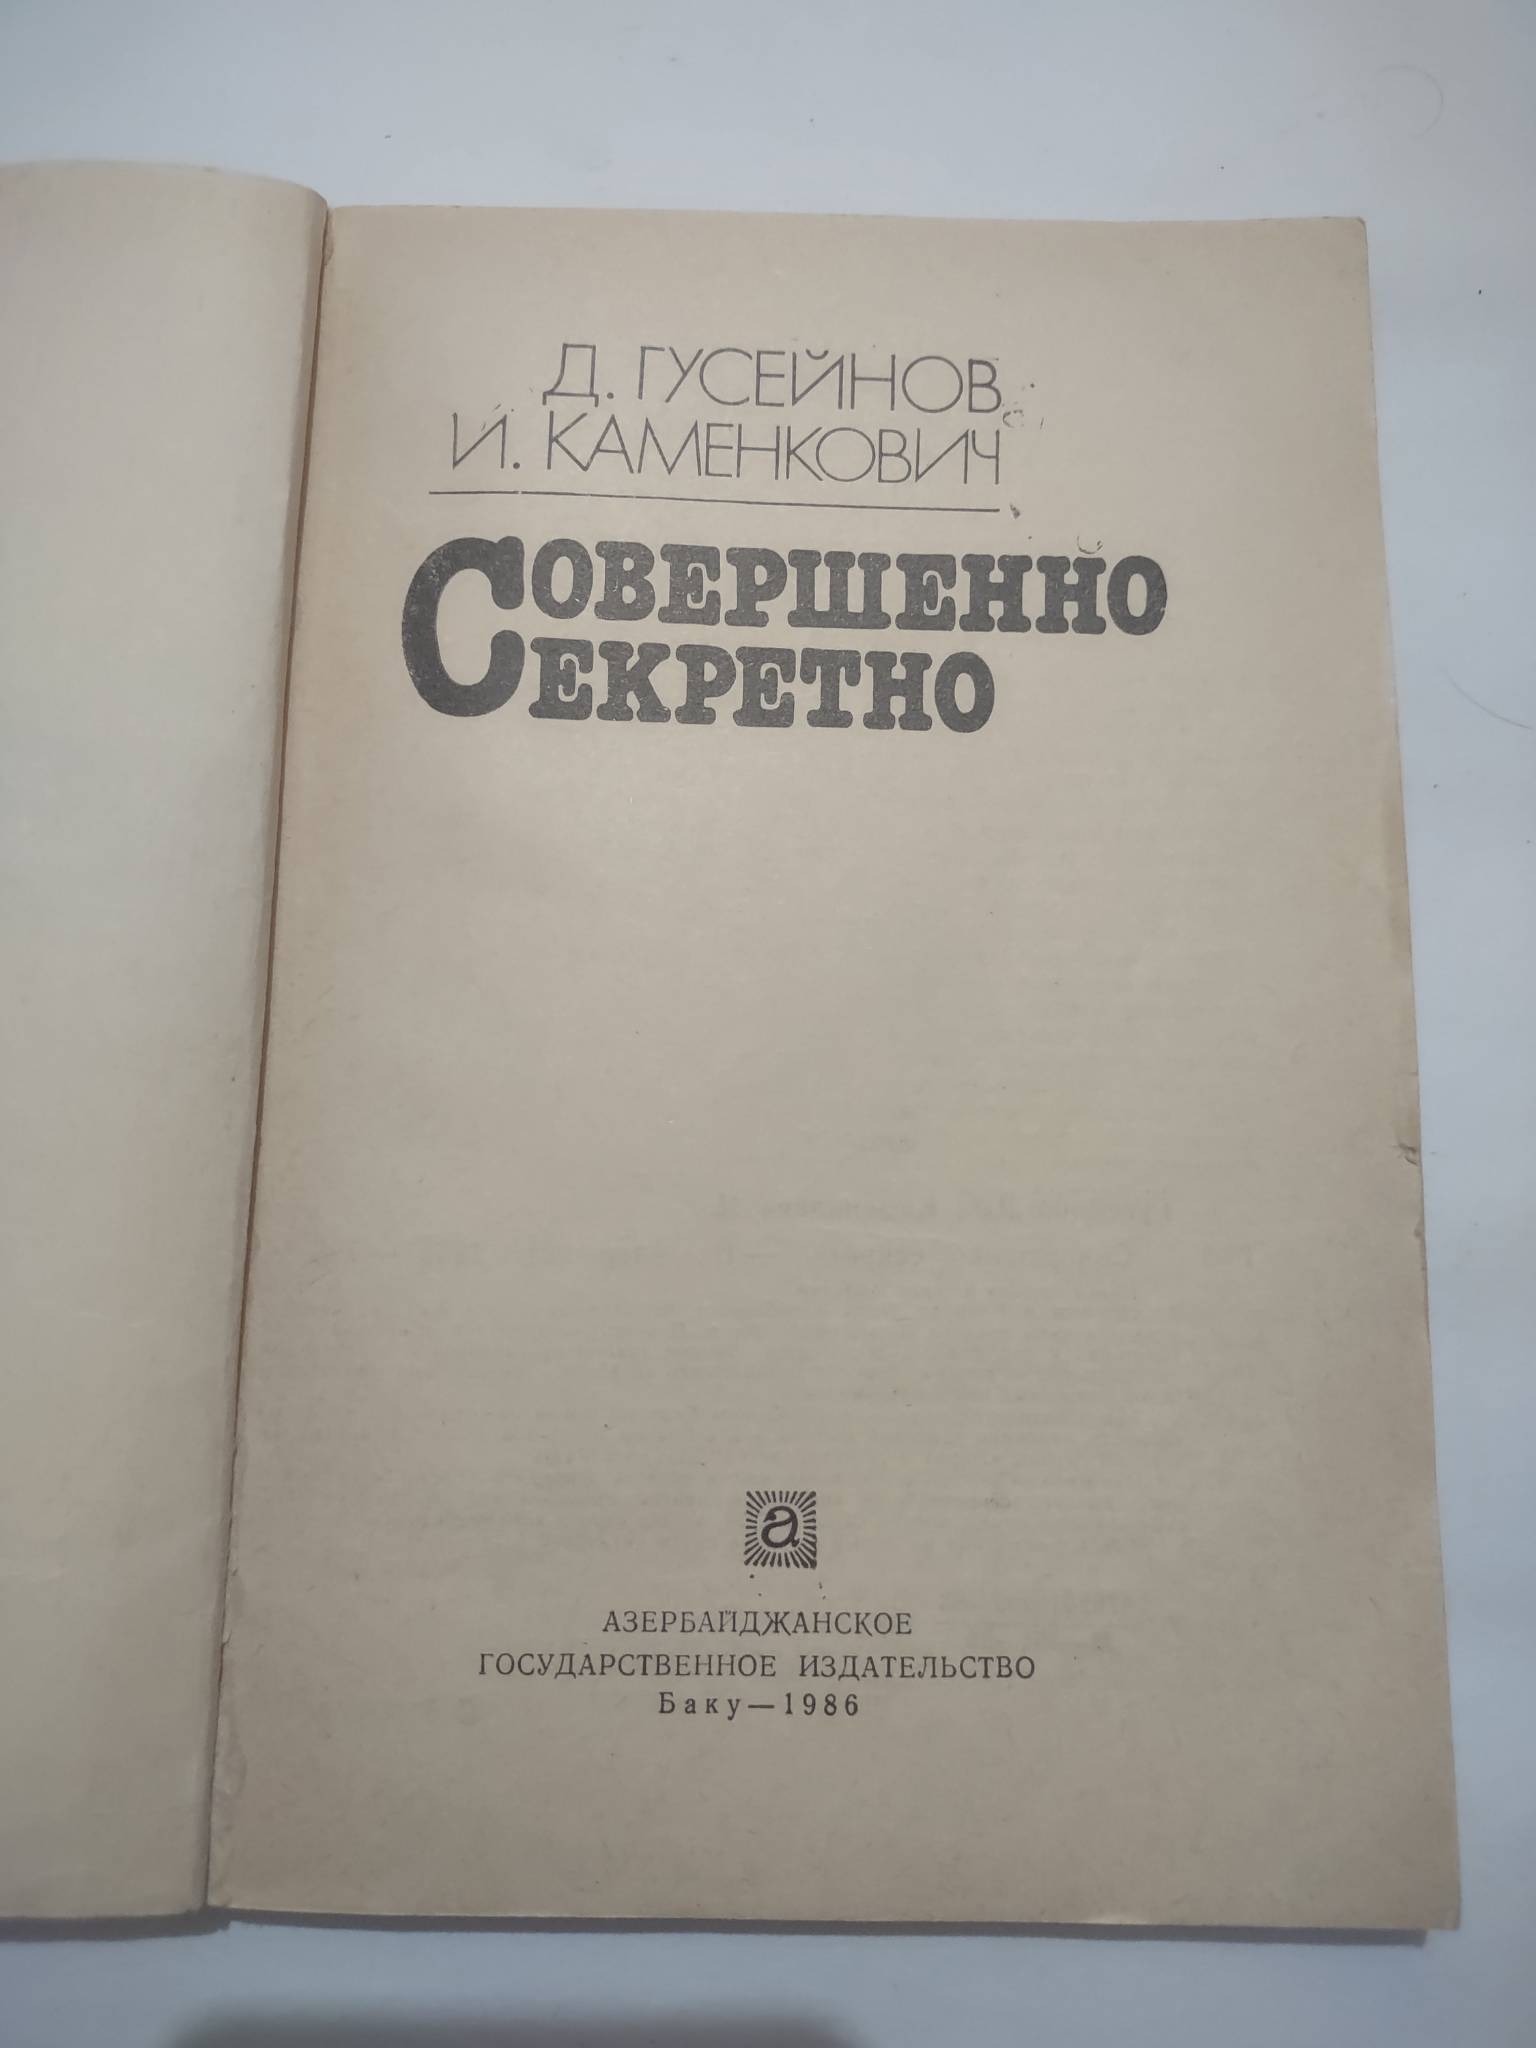 Д. ГУСЕЙНОВ
И. КАМЕНКОВИЧ
СОВЕРШЕННО
СЕКРЕТНО
а
АЗЕРБАЙДЖАНСКОЕ
ГОСУДАРСТВЕННОЕ ИЗДАТЕЛЬСТВО
Баку—1986